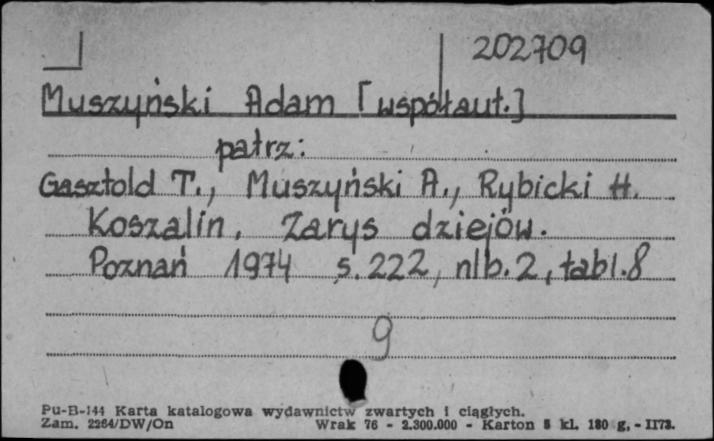 202709
Muszyński Adam [współaut.]
patrz:
Gasztold T., Muszyński A., Rybicki H.
Koszalin. Zarys dziejów.
Poznań 1974 s. 222, nlb. 2, tabl. 8
9
Pu-B-144 Karta katalogowa wydawnictw zwartych i ciągłych.
Zam. 2264/DW/On Wrak 76 - 2.300.000 - Karton 8 kl. 180 g. - II73.